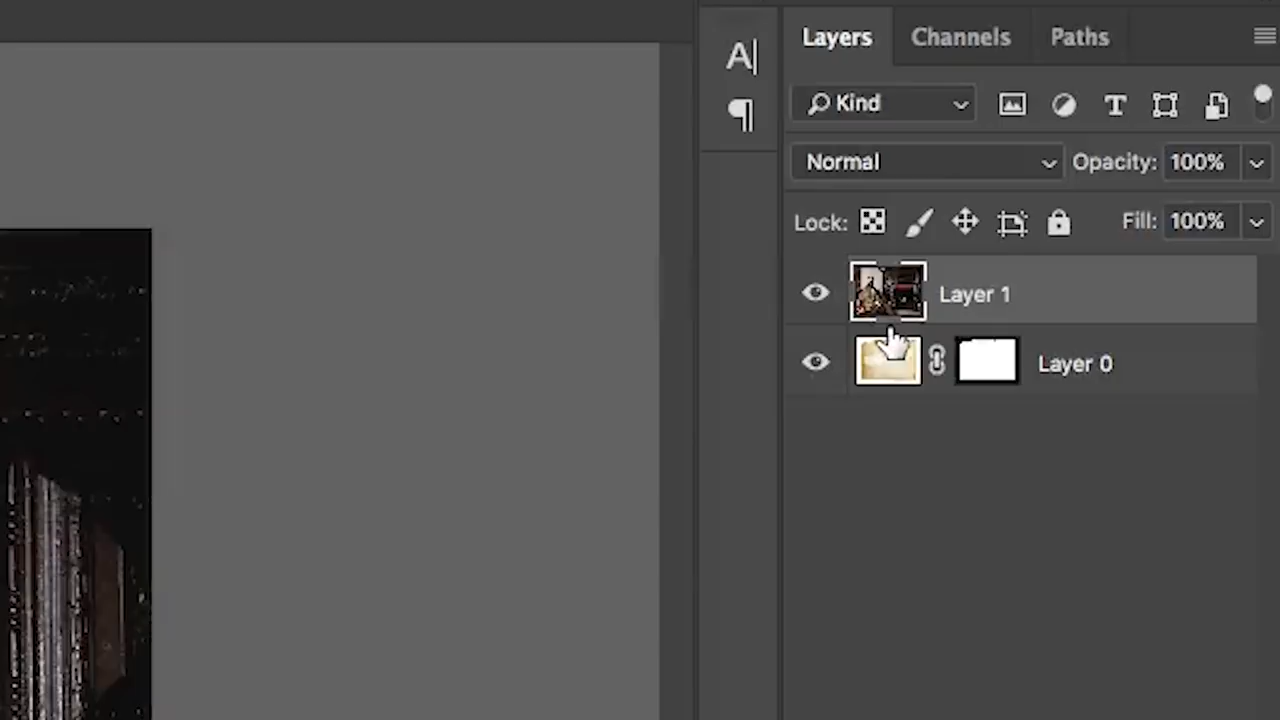 Layers Channels Paths
A
Kind
Normal Opacity: 100%
Lock: Fill: 100%
Layer 1
Layer 0